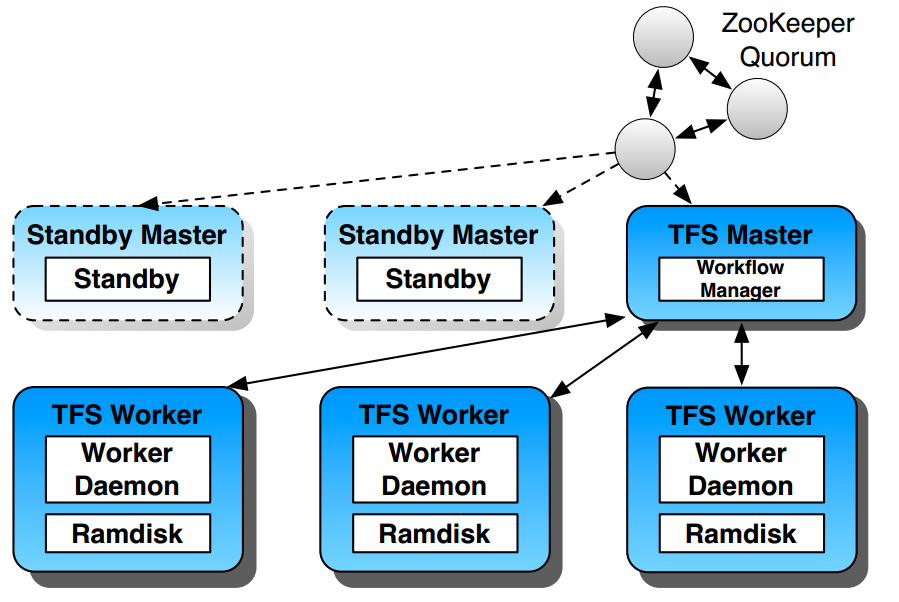 ZooKeeper
Quorum
Standby Master
Standby
Standby Master
Standby
TFS Master
Workflow
Manager
TFS Worker
Worker
Daemon
Ramdisk
TFS Worker
Worker
Daemon
Ramdisk
TFS Worker
Worker
Daemon
Ramdisk